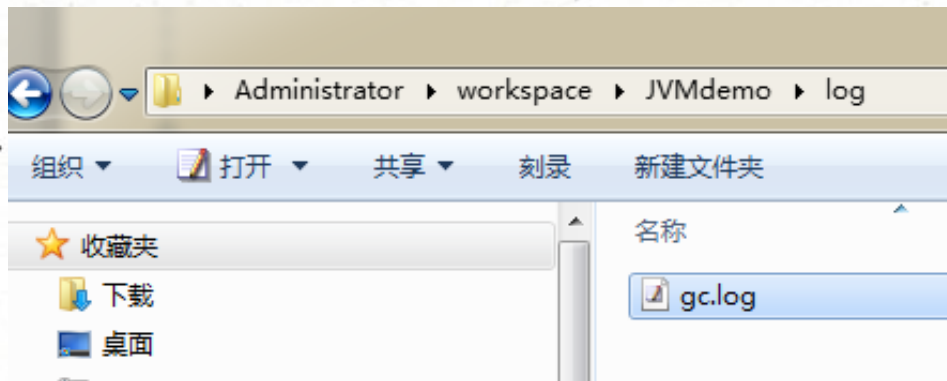 Administrator workspace JVMdemo log
组织 打开 共享 刻录 新建文件夹
收藏夹
名称
下载
gc.log
桌面